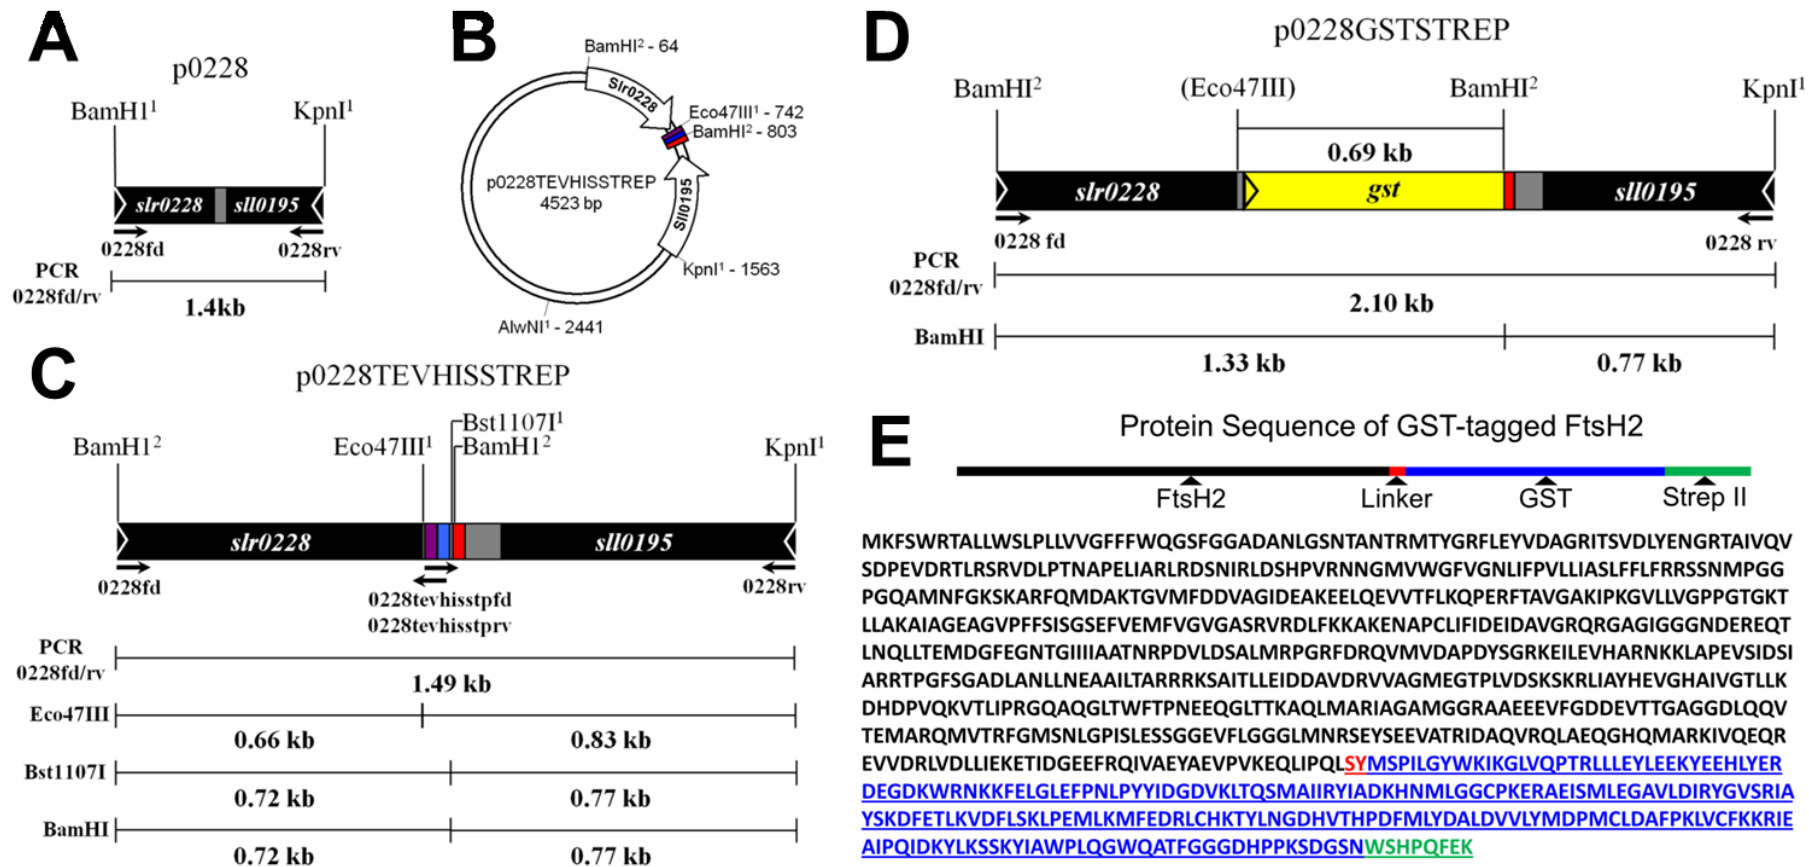 A
p0228
BamH1¹
KpnI¹
slr0228
sll0195
0228fd
0228rv
PCR
0228fd/rv
1.4kb
B
BamHI² - 64
Slr0228
Eco47III¹ - 742
BamHI² - 803
p0228TEVHISSTREP
4523 bp
Sll0195
KpnI¹ - 1563
AlwNI¹ - 2441
C
p0228TEVHISSTREP
Bst1107I¹
BamH1²
Eco47III¹
BamH1²
KpnI¹
slr0228
sll0195
0228fd
0228rv
0228tevhisstpfd
0228tevhisstprv
PCR
0228fd/rv
1.49 kb
Eco47III
0.66 kb
0.83 kb
Bst1107I
0.72 kb
0.77 kb
BamHI
0.72 kb
0.77 kb
D
p0228GSTSTREP
BamHI²
(Eco47III)
BamHI²
KpnI¹
0.69 kb
slr0228
gst
sll0195
0228 fd
0228 rv
PCR
0228fd/rv
2.10 kb
BamHI
1.33 kb
0.77 kb
E
Protein Sequence of GST-tagged FtsH2
FtsH2
Linker
GST
Strep II
MKFSWRTALLWSLPLLVVGFFFWQGSFGGADANLGSNTANTRMTYGRFLEYVDAGRITSVDLYENGRTAIVQV
SDPEVDRTLRSRVDLPTNAPELIARLRDSNIRLDSHPVRNNGMVWGFVGNLIFPVLLIASLFFLFRRSSNMPGG
PGQAMNFGKSKARFQMDAKTGVMFDDVAGIDEAKEELQEVVTFLKQPERFTAVGAKIPKGVLLVGPPGTGKT
LLAKAIAGEAGVPFFSISGSEFVEMFVGVGASRVRDLFKKAKENAPCLIFIDEIDAVGRQRGAGIGGGNDEREQT
LNQLLTEMDGFEGNTGIIIIAATNRPDVLDSALMRPGRFDRQVMVDAPDYSGRKEILEVHARNKKLAPEVSIDSI
ARRTPGFSGADLANLLNEAAILTARRRKSAITLLEIDDAVDRVVAGMEGTPLVDSKSKRLIAYHEVGHAIVGTLLK
DHDPVQKVTLIPRGQAQGLTWFTPNEEQGLTTKAQLMARIAGAMGGRAAEEEVFGDDEVTTGAGGDLQQV
TEMARQMVTRFGMSNLGPISLESSGGEVFLGGGLMNRSEYSEEVATRIDAQVRQLAEQGHQMARKIVQEQR
EVVDRLVDLLIEKETIDGEEFRQIVAEYAEVPVKEQLIPQLSYMSPILGYWKIKGLVQPTRLLLEYLEEKYEEHLYER
DEGDKWRNKKFELGLEFPNLPYYIDGDVKLTQSMAIIRYIADKHNMLGGCPKERAEISMLEGAVLDIRYGVSRIA
YSKDFETLKVDFLSKLPEMLKMFEDRLCHKTYLNGDHVTHPDFMLYDALDVVLYMDPMCLDAFPKLVCFKKRIE
AIPQIDKYLKSSKYIAWPLQGWQATFGGGDHPPKSDGSNWSHPQFEK